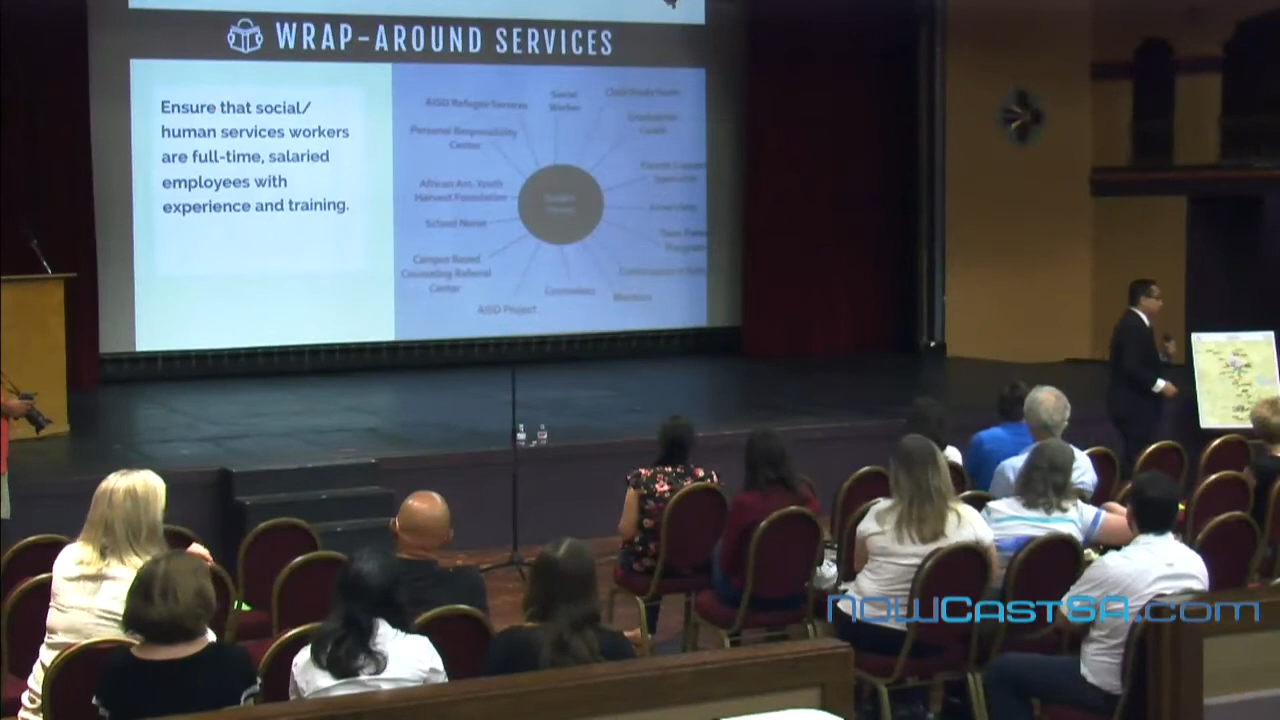 WRAP-AROUND SERVICES
Ensure that social/
human services workers
are full-time, salaried
employees with
experience and training.
AISD Refugee Services
Social
Worker
Personal Responsibility
Center
African Am. Youth
Harvest Foundation
School Nurse
Campus Based
Counseling Referral
Center
AISD Project
Counselors
Mentors
NOWCastSA.com